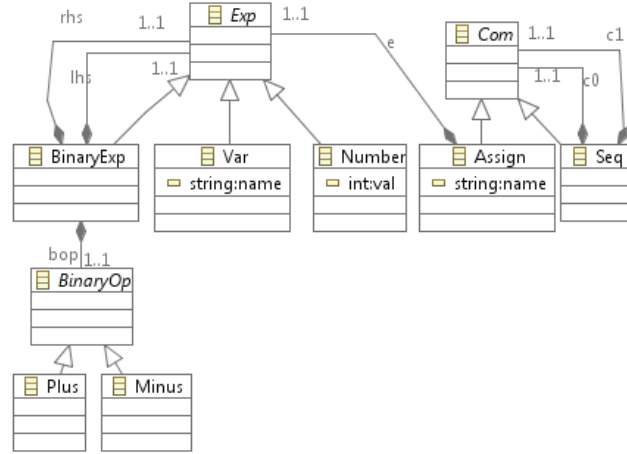 rhs
1..1
Exp
1..1
Com
1..1
c1
e
lhs
1..1
1..1
c0
BinaryExp
Var
Number
Assign
Seq
string:name
int:val
string:name
bop
1..1
BinaryOp
Plus
Minus